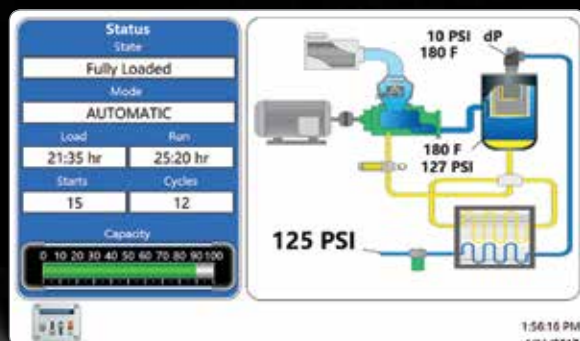 Status
State
Fully Loaded
Mode
AUTOMATIC
Load Run
21:35 hr 25:20 hr
Starts Cycles
15 12
Capacity
0 10 20 30 40 50 60 70 80 90 100
10 PSI dP
180 F
180 F
127 PSI
125 PSI
1:56:16 PM